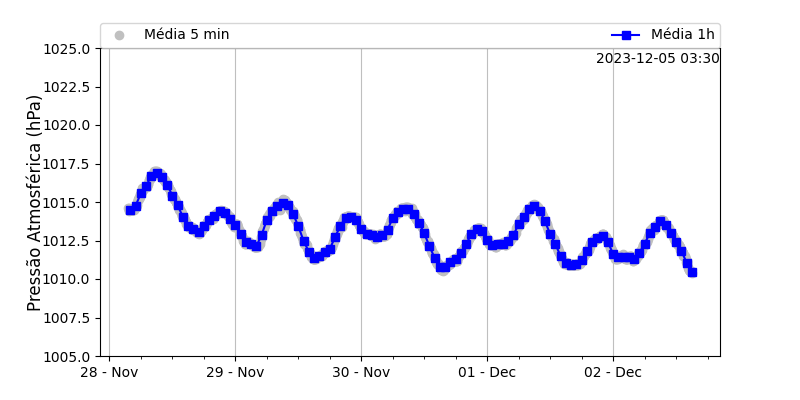 Média 5 min
Média 1h
2023-12-05 03:30
Pressão Atmosférica (hPa)
1025.0
1022.5
1020.0
1017.5
1015.0
1012.5
1010.0
1007.5
1005.0
28 - Nov
29 - Nov
30 - Nov
01 - Dec
02 - Dec